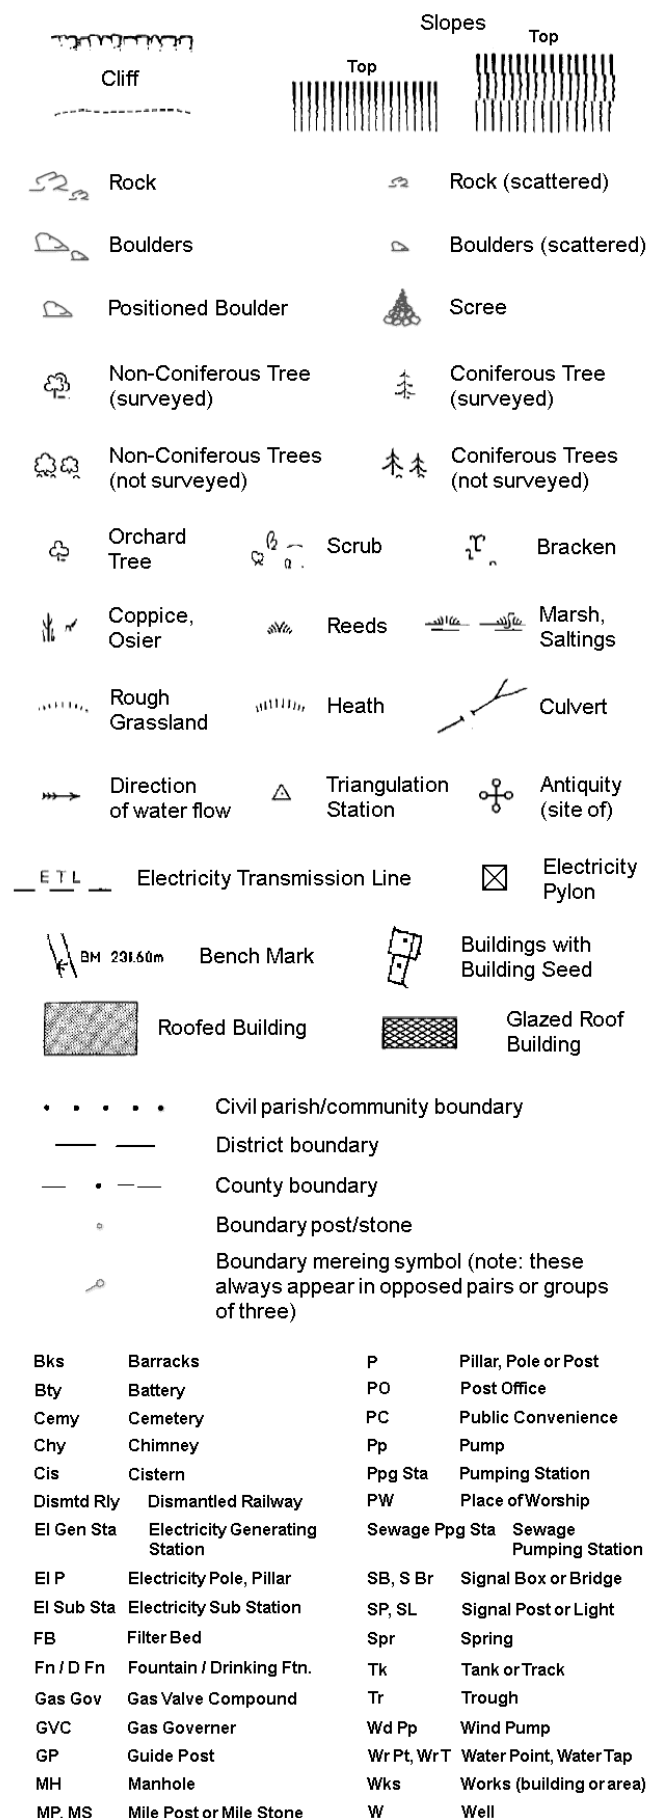 Slopes
Top
Top
Cliff
Rock
Rock (scattered)
Boulders
Boulders (scattered)
Positioned Boulder
Scree
Non-Coniferous Tree
(surveyed)
Coniferous Tree
(surveyed)
Non-Coniferous Trees
(not surveyed)
Coniferous Trees
(not surveyed)
Orchard
Tree
Scrub
Bracken
Coppice,
Osier
Reeds
Marsh,
Saltings
Rough
Grassland
Heath
Culvert
Direction
of water flow
Triangulation
Station
Antiquity
(site of)
E T L
Electricity Transmission Line
Electricity
Pylon
BM 231.60m
Bench Mark
Buildings with
Building Seed
Roofed Building
Glazed Roof
Building
Civil parish/community boundary
District boundary
County boundary
Boundary post/stone
Boundary mereing symbol (note: these
always appear in opposed pairs or groups
of three)
Bks Barracks
Bty Battery
Cemy Cemetery
Chy Chimney
Cis Cistern
Dismtd Rly Dismantled Railway
El Gen Sta Electricity Generating
Station
El P Electricity Pole, Pillar
El Sub Sta Electricity Sub Station
FB Filter Bed
Fn / D Fn Fountain / Drinking Ftn.
Gas Gov Gas Valve Compound
GVC Gas Governer
GP Guide Post
MH Manhole
MP, MS Mile Post or Mile Stone
P Pillar, Pole or Post
PO Post Office
PC Public Convenience
Pp Pump
Ppg Sta Pumping Station
PW Place of Worship
Sewage Ppg Sta Sewage
Pumping Station
SB, S Br Signal Box or Bridge
SP, SL Signal Post or Light
Spr Spring
Tk Tank or Track
Tr Trough
Wd Pp Wind Pump
Wr Pt, Wr T Water Point, Water Tap
Wks Works (building or area)
W Well